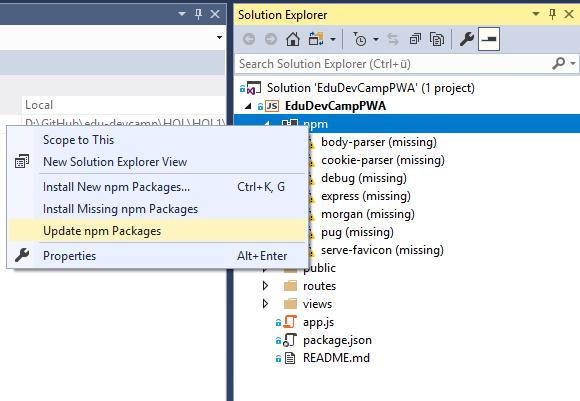 Solution Explorer
Search Solution Explorer (Ctrl+ü)
Solution 'EduDevCampPWA' (1 project)
JS EduDevCampPWA
npm
body-parser (missing)
cookie-parser (missing)
debug (missing)
express (missing)
morgan (missing)
pug (missing)
serve-favicon (missing)
public
routes
views
app.js
package.json
README.md
Local
D:\GitHub\edu-devcamp\HOL\HOL1\
Scope to This
New Solution Explorer View
Install New npm Packages... Ctrl+K, G
Install Missing npm Packages
Update npm Packages
Properties Alt+Enter